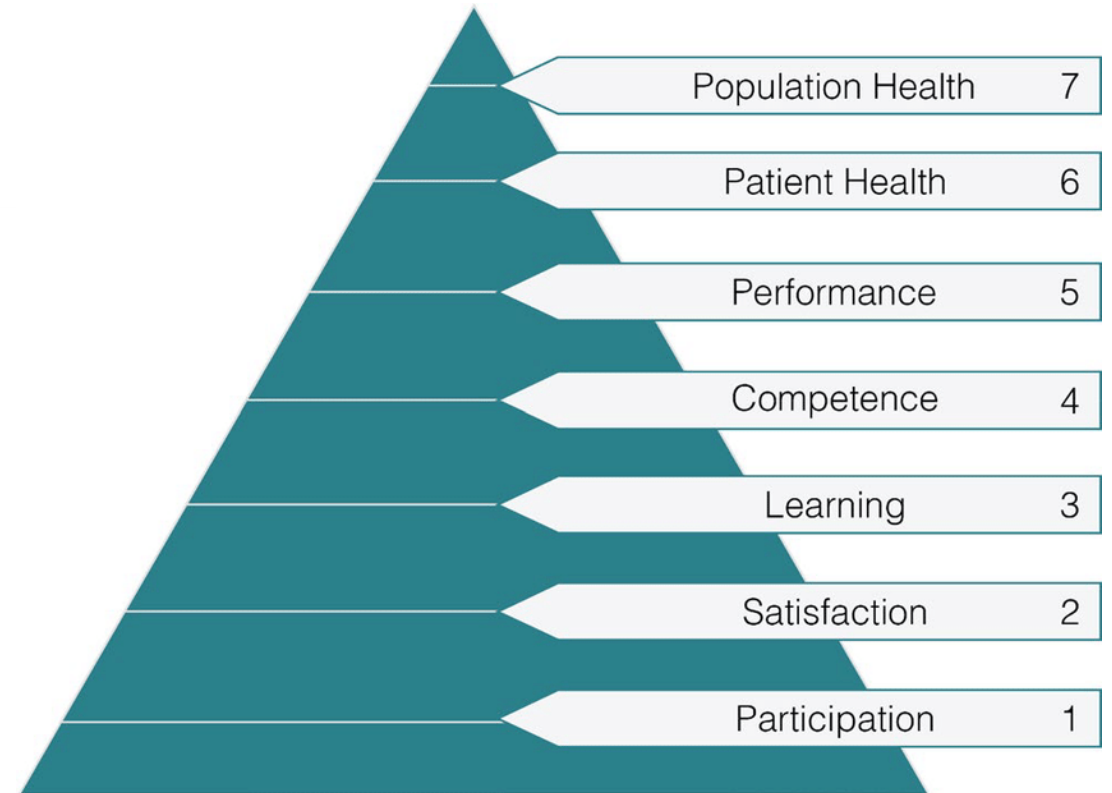 Population Health 7
Patient Health 6
Performance 5
Competence 4
Learning 3
Satisfaction 2
Participation 1